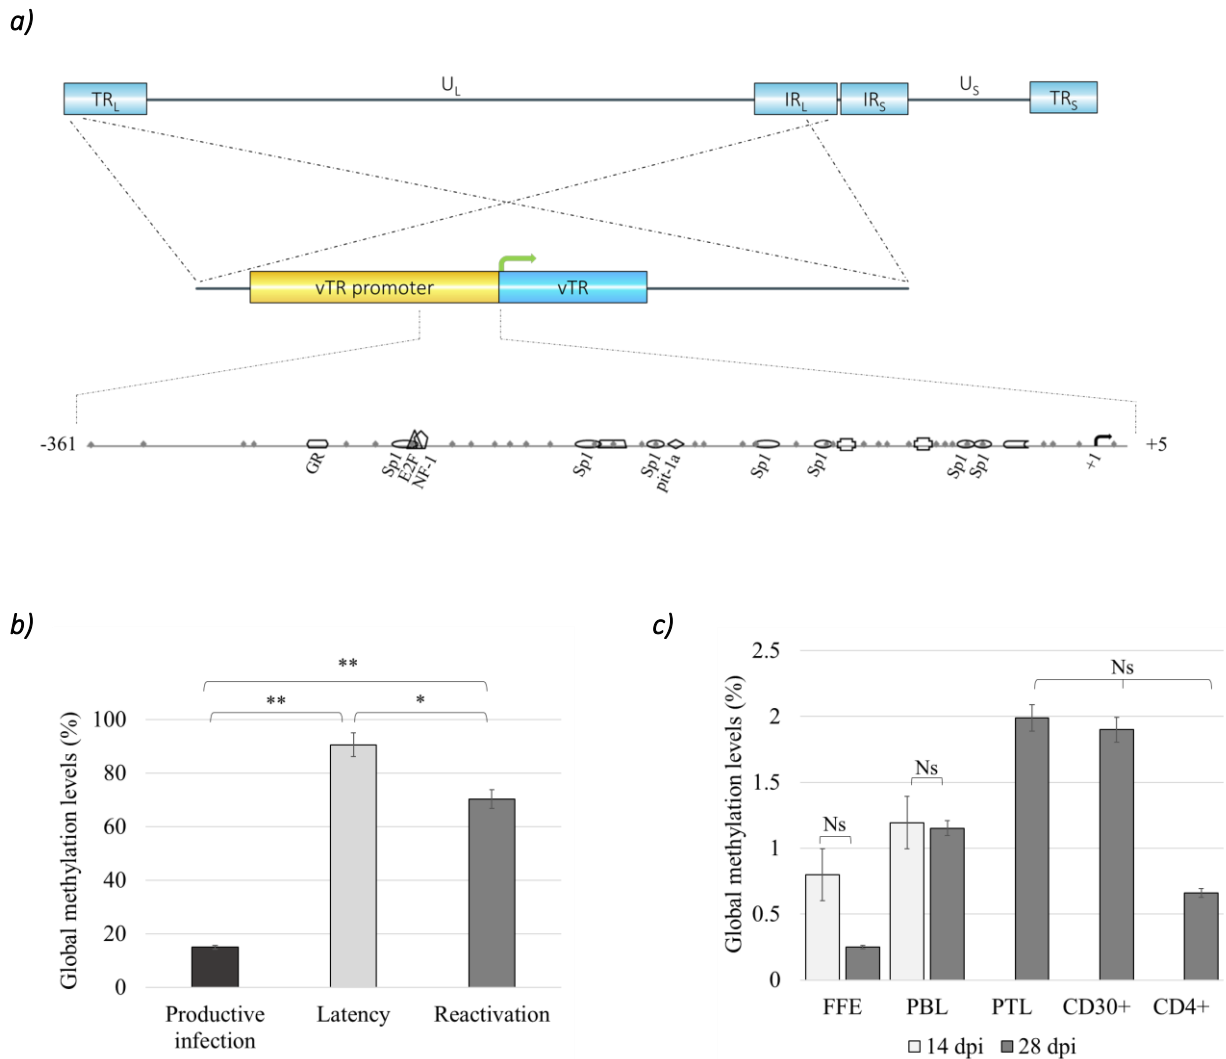 a)
TRL UL IRL IRS US TRS
vTR promoter vTR
-361 +5
GR Sp1 E2F NF-1 Sp1 Sp1 pit-1a Sp1 Sp1 Sp1 Sp1 +1
b)
** 
** *
Global methylation levels (%)
100
80
60
40
20
0
Productive infection Latency Reactivation
c)
Global methylation levels (%)
2.5
2
1.5
1
0.5
0
Ns
Ns
Ns
FFE PBL PTL CD30+ CD4+
14 dpi 28 dpi